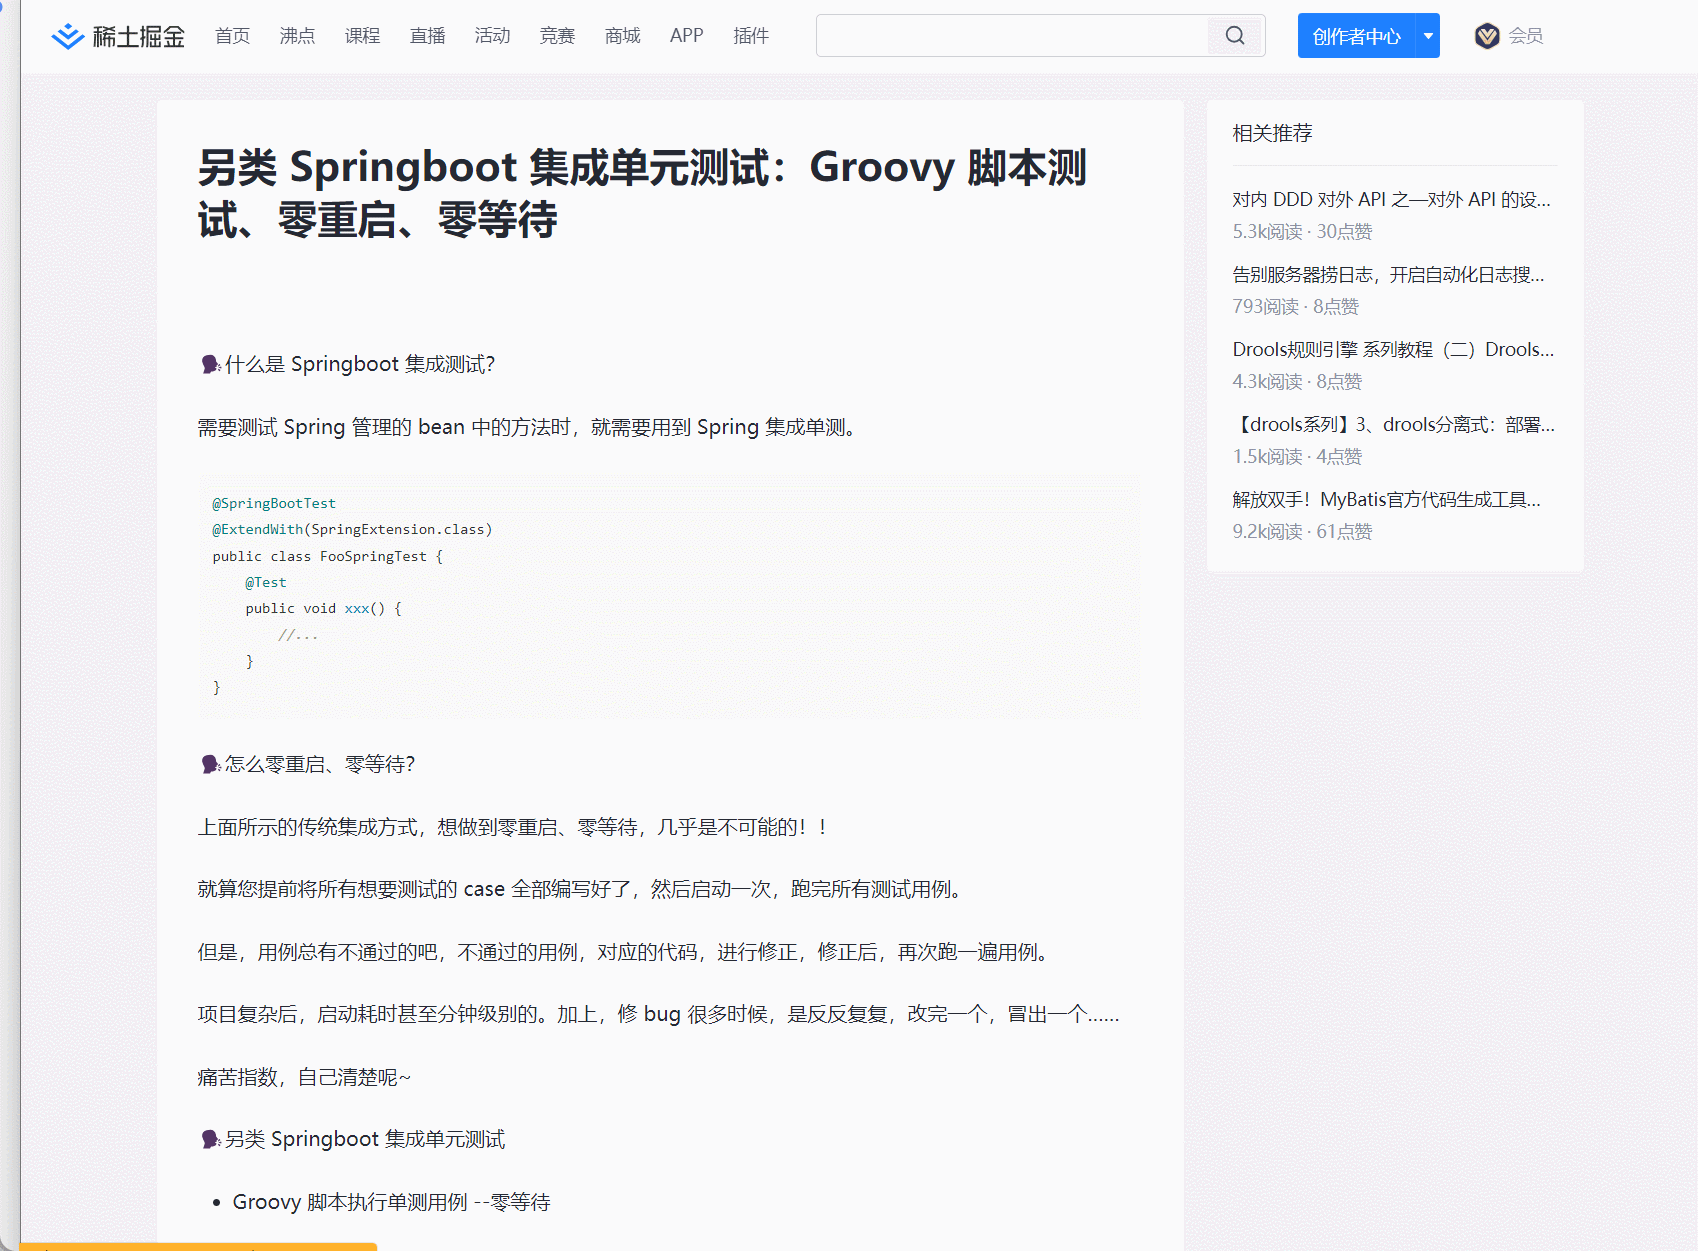 稀土掘金 首页 沸点 课程 直播 活动 竞赛 商城 APP 插件 创作者中心 会员
另类 Springboot 集成单元测试：Groovy 脚本测
试、零重启、零等待
什么是 Springboot 集成测试？
需要测试 Spring 管理的 bean 中的方法时，就需要用到 Spring 集成单测。
@SpringBootTest
@ExtendWith(SpringExtension.class)
public class FooSpringTest {
    @Test
    public void xxx() {
        //...
    }
}
怎么零重启、零等待？
上面所示的传统集成方式，想做到零重启、零等待，几乎是不可能的！！
就算您提前将所有想要测试的 case 全部编写好了，然后启动一次，跑完所有测试用例。
但是，用例总有不通过的吧，不通过的用例，对应的代码，进行修正，修正后，再次跑一遍用例。
项目复杂后，启动耗时甚至分钟级别的。加上，修 bug 很多时候，是反反复复，改完一个，冒出一个……
痛苦指数，自己清楚呢~
另类 Springboot 集成单元测试
• Groovy 脚本执行单测用例 --零等待
相关推荐
对内 DDD 对外 API 之—对外 API 的设...
5.3k阅读 · 30点赞
告别服务器捞日志，开启自动化日志搜...
793阅读 · 8点赞
Drools规则引擎 系列教程（二）Drools...
4.3k阅读 · 8点赞
【drools系列】3、drools分离式：部署...
1.5k阅读 · 4点赞
解放双手！MyBatis官方代码生成工具...
9.2k阅读 · 61点赞